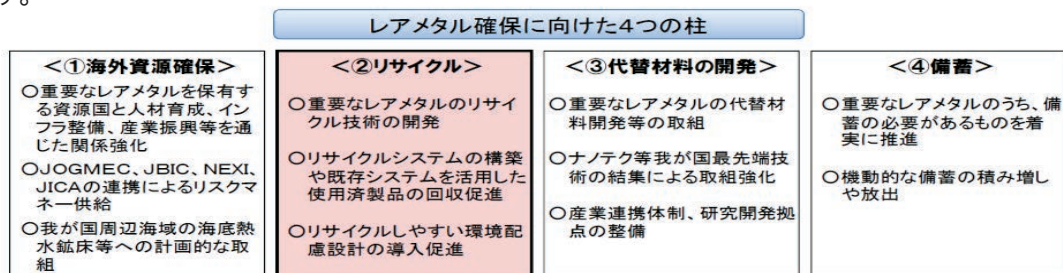 す。
レアメタル確保に向けた4つの柱
＜①海外資源確保＞
○重要なレアメタルを保有す
る資源国と人材育成、イン
フラ整備、産業振興等を通
じた関係強化
○JOGMEC、JBIC、NEXI、
JICAの連携によるリスクマ
ネー供給
○我が国周辺海域の海底熱
水鉱床等への計画的な取
組
＜②リサイクル＞
○重要なレアメタルのリサイ
クル技術の開発
○リサイクルシステムの構築
や既存システムを活用した
使用済製品の回収促進
○リサイクルしやすい環境配
慮設計の導入促進
＜③代替材料の開発＞
○重要なレアメタルの代替材
料開発等の取組
○ナノテク等我が国最先端技
術の結集による取組強化
○産業連携体制、研究開発拠
点の整備
＜④備蓄＞
○重要なレアメタルのうち、備
蓄の必要があるものを着
実に推進
○機動的な備蓄の積み増し
や放出